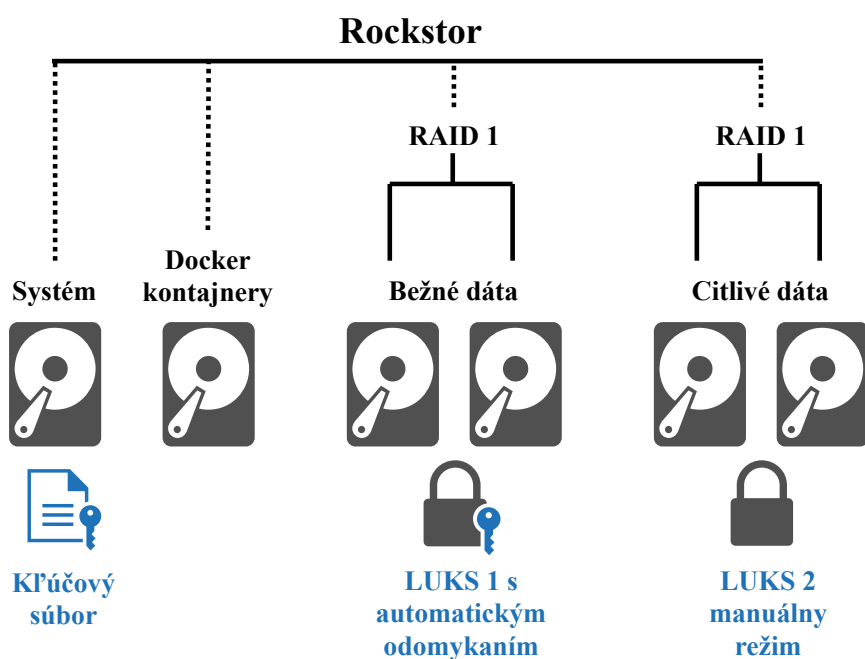 Rockstor
RAID 1
RAID 1
Systém
Docker
kontajnery
Bežné dáta
Citlivé dáta
Kľúčový
súbor
LUKS 1 s
automatickým
odomykaním
LUKS 2
manuálny
režim